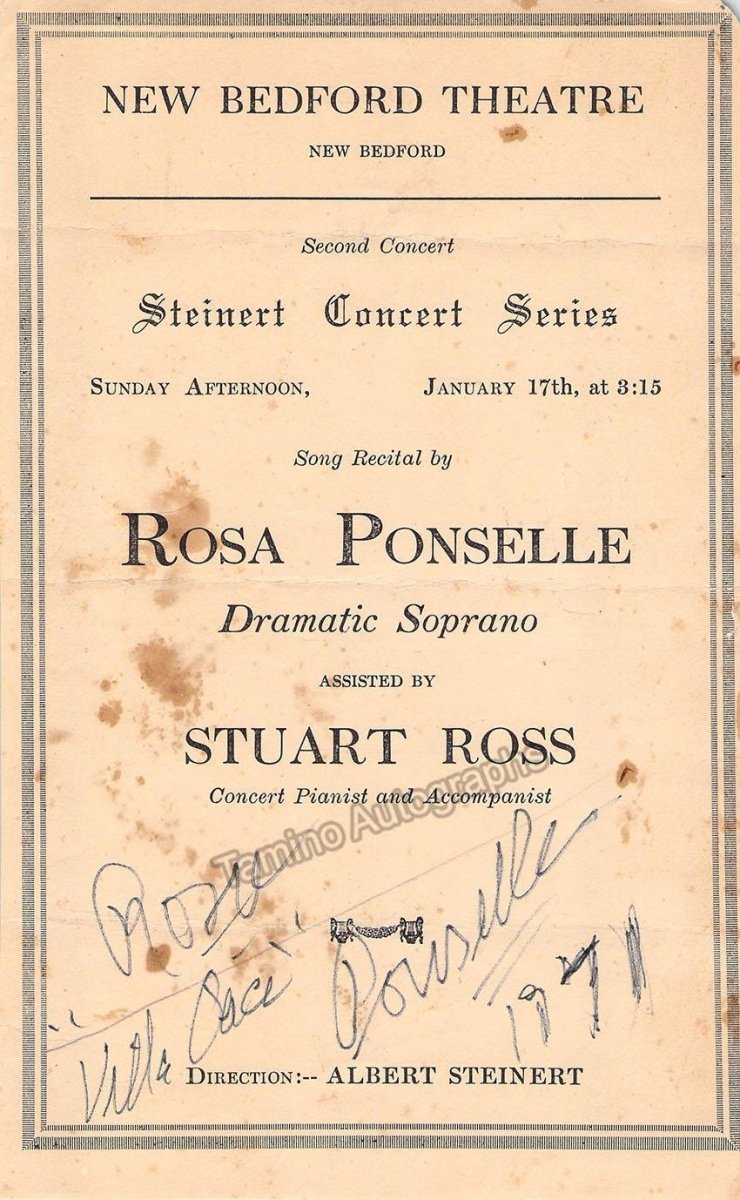 NEW BEDFORD THEATRE
NEW BEDFORD
Second Concert
Steinert Concert Series
SUNDAY AFTERNOON, JANUARY 17th, at 3:15
Song Recital by
ROSA PONSELLE
Dramatic Soprano
ASSISTED BY
STUART ROSS
Concert Pianist and Accompanist
Tamino Autographs
Rosa Ponselle
"Villa Pace"
DIRECTION:-- ALBERT STEINERT